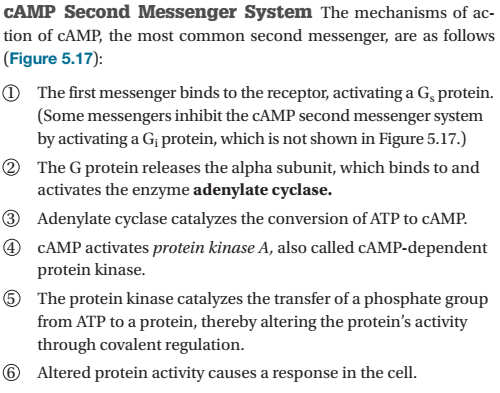 cAMP Second Messenger System The mechanisms of ac-
tion of cAMP, the most common second messenger, are as follows
(Figure 5.17):
① The first messenger binds to the receptor, activating a Gs protein.
(Some messengers inhibit the cAMP second messenger system
by activating a Gi protein, which is not shown in Figure 5.17.)
② The G protein releases the alpha subunit, which binds to and
activates the enzyme adenylate cyclase.
③ Adenylate cyclase catalyzes the conversion of ATP to cAMP.
④ cAMP activates protein kinase A, also called cAMP-dependent
protein kinase.
⑤ The protein kinase catalyzes the transfer of a phosphate group
from ATP to a protein, thereby altering the protein's activity
through covalent regulation.
⑥ Altered protein activity causes a response in the cell.